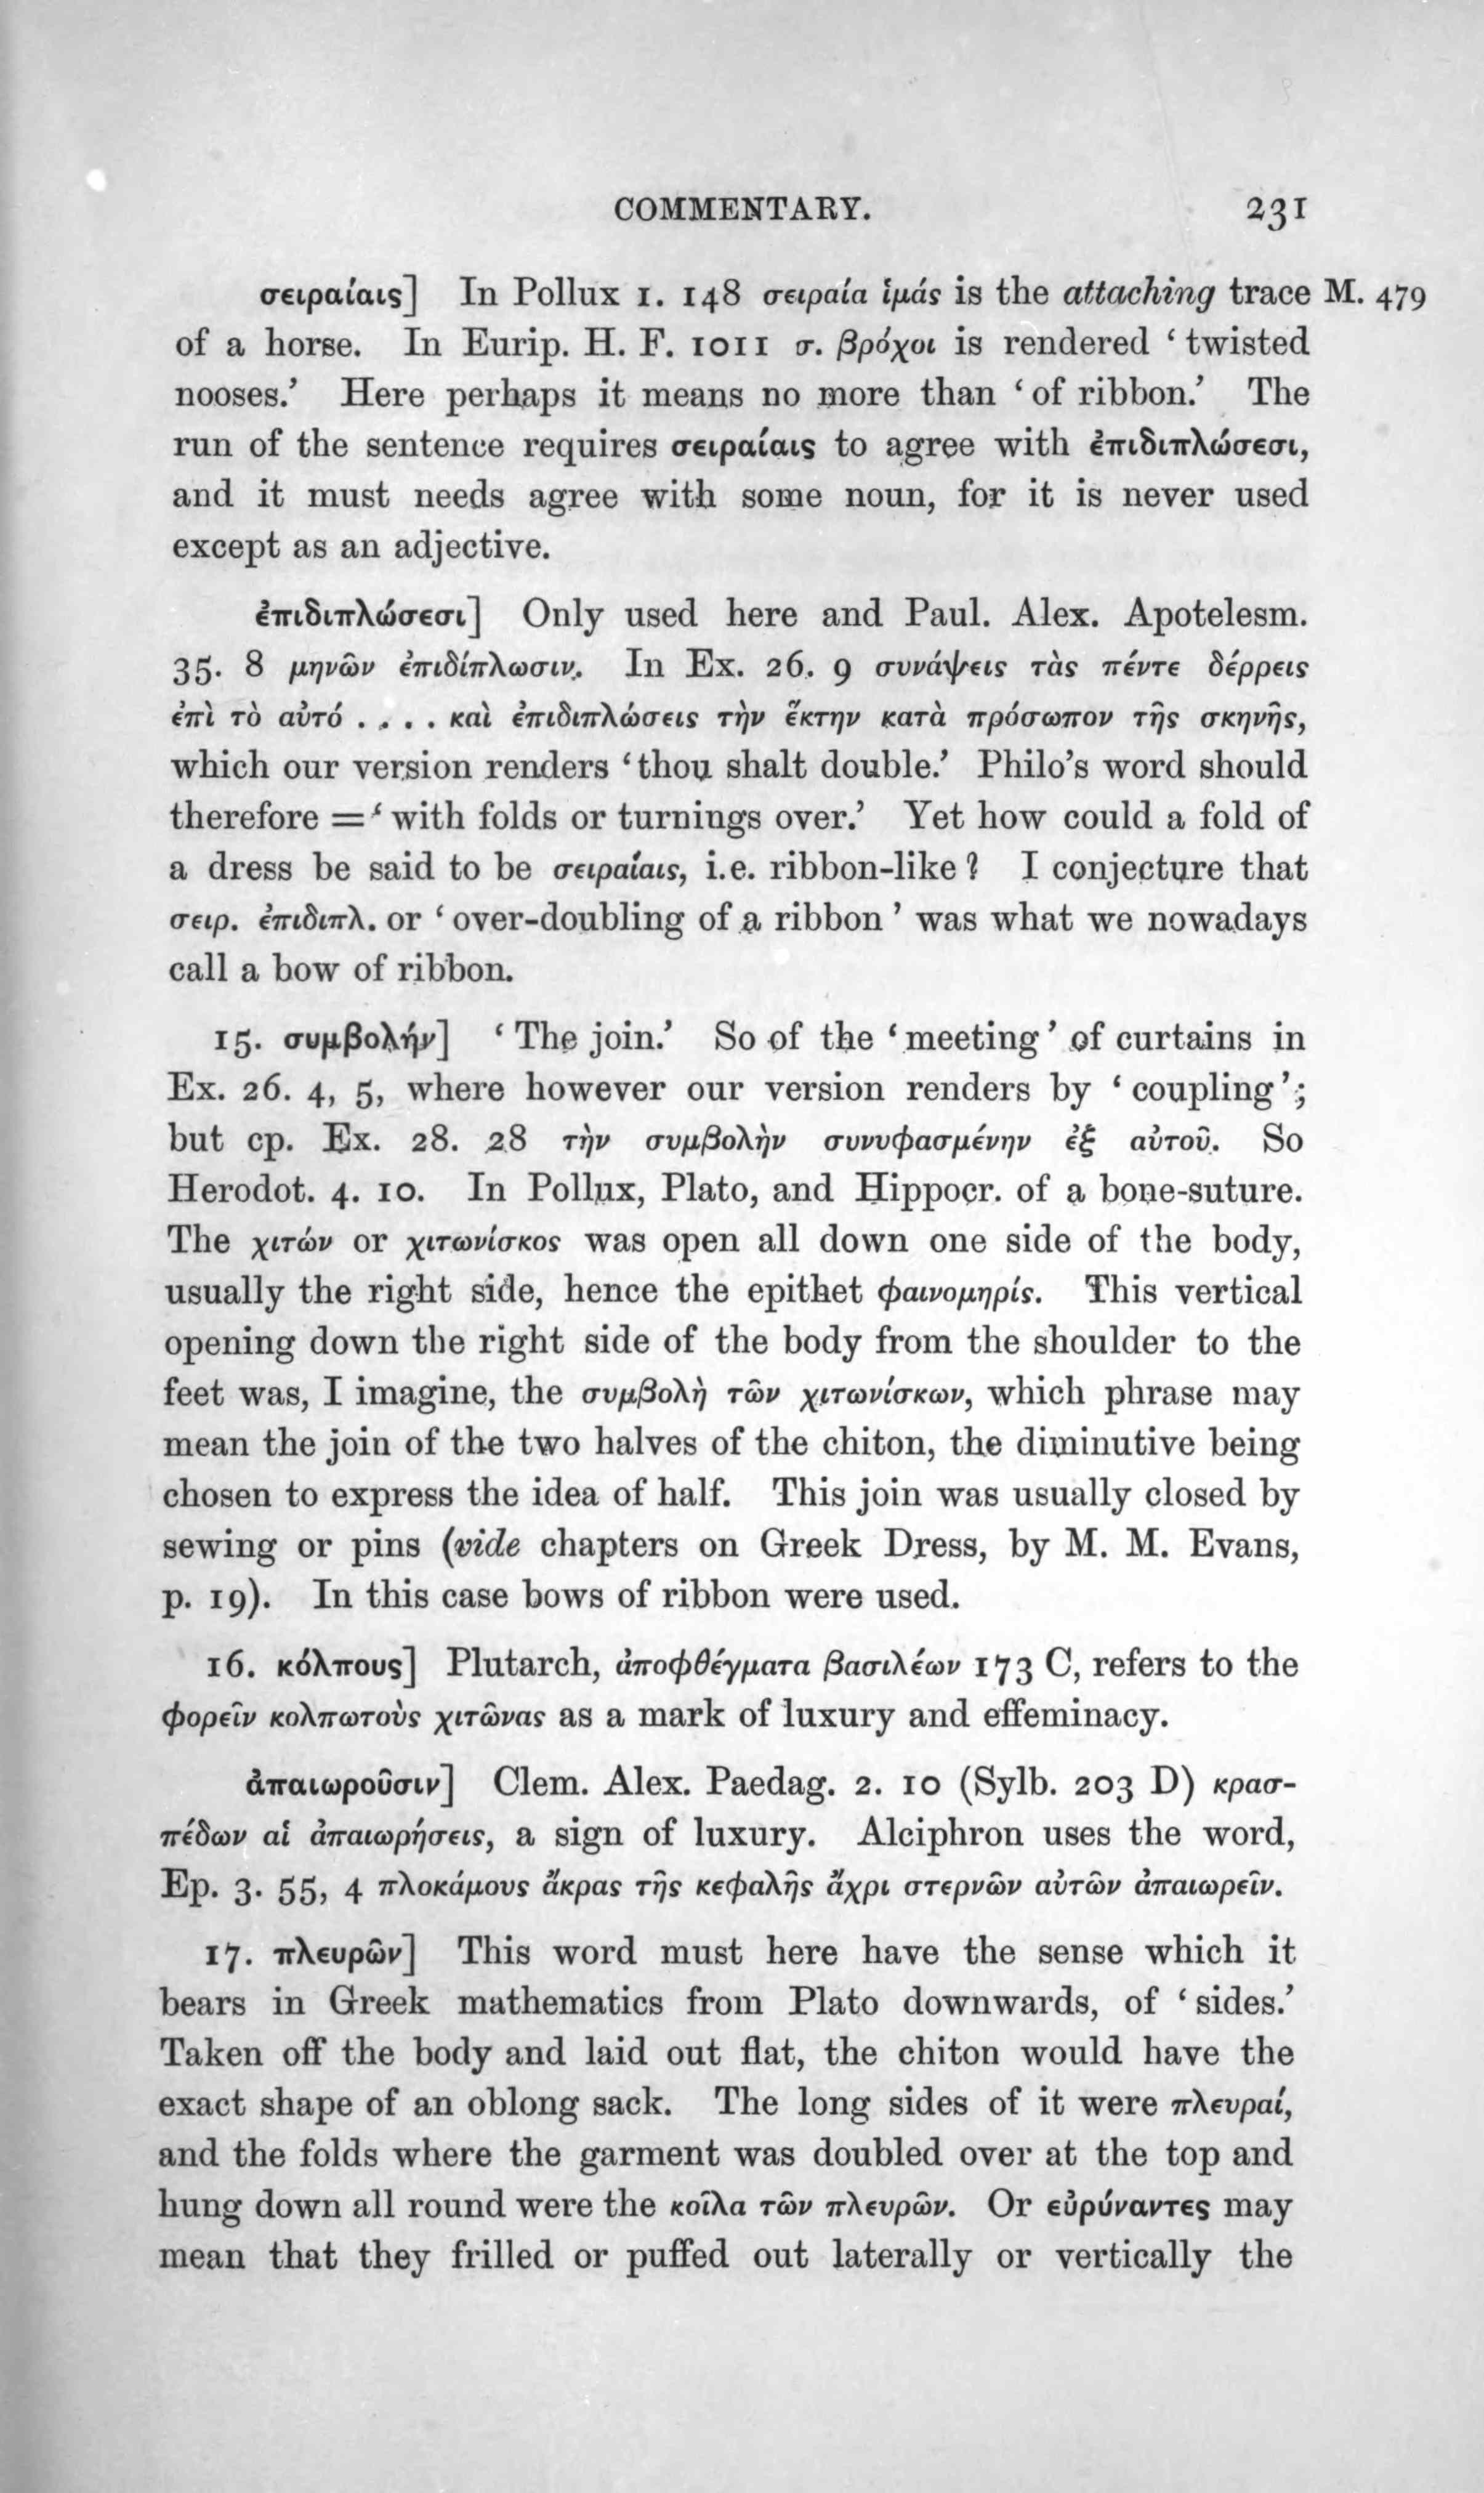 COMMENTARY. 231
σειραίαις] In Pollux 1. 148 σειραία ἱμάς is the attaching trace M. 479
of a horse. In Eurip. H. F. 1011 σ. βρόχοι is rendered ‘twisted
nooses.’ Here perhaps it means no more than ‘of ribbon.’ The
run of the sentence requires σειραίαις to agree with ἐπιδιπλώσεσι,
and it must needs agree with some noun, for it is never used
except as an adjective.
ἐπιδιπλώσεσι] Only used here and Paul. Alex. Apotelesm.
35. 8 μηνῶν ἐπιδίπλωσιν. In Ex. 26. 9 συνάψεις τὰς πέντε δέρρεις
ἐπὶ τὸ αὐτό . . . . καὶ ἐπιδιπλώσεις τὴν ἕκτην κατὰ πρόσωπον τῆς σκηνῆς,
which our version renders ‘thou shalt double.’ Philo’s word should
therefore =‘with folds or turnings over.’ Yet how could a fold of
a dress be said to be σειραίαις, i.e. ribbon-like? I conjecture that
σειρ. ἐπιδιπλ. or ‘over-doubling of a ribbon’ was what we nowadays
call a bow of ribbon.
15. συμβολήν] ‘The join.’ So of the ‘meeting’ of curtains in
Ex. 26. 4, 5, where however our version renders by ‘coupling’;
but cp. Ex. 28. 28 τὴν συμβολὴν συνυφασμένην ἐξ αὐτοῦ. So
Herodot. 4. 10. In Pollux, Plato, and Hippocr. of a bone-suture.
The χιτών or χιτωνίσκος was open all down one side of the body,
usually the right side, hence the epithet φαινομηρίς. This vertical
opening down the right side of the body from the shoulder to the
feet was, I imagine, the συμβολὴ τῶν χιτωνίσκων, which phrase may
mean the join of the two halves of the chiton, the diminutive being
chosen to express the idea of half. This join was usually closed by
sewing or pins (vide chapters on Greek Dress, by M. M. Evans,
p. 19). In this case bows of ribbon were used.
16. κόλπους] Plutarch, ἀποφθέγματα βασιλέων 173 C, refers to the
φορεῖν κολπωτοὺς χιτῶνας as a mark of luxury and effeminacy.
ἀπαιωροῦσιν] Clem. Alex. Paedag. 2. 10 (Sylb. 203 D) κρασ-
πέδων αἱ ἀπαιωρήσεις, a sign of luxury. Alciphron uses the word,
Ep. 3. 55, 4 πλοκάμους ἄκρας τῆς κεφαλῆς ἄχρι στερνῶν αὐτῶν ἀπαιωρεῖν.
17. πλευρῶν] This word must here have the sense which it
bears in Greek mathematics from Plato downwards, of ‘sides.’
Taken off the body and laid out flat, the chiton would have the
exact shape of an oblong sack. The long sides of it were πλευραί,
and the folds where the garment was doubled over at the top and
hung down all round were the κοῖλα τῶν πλευρῶν. Or εὐρύναντες may
mean that they frilled or puffed out laterally or vertically the